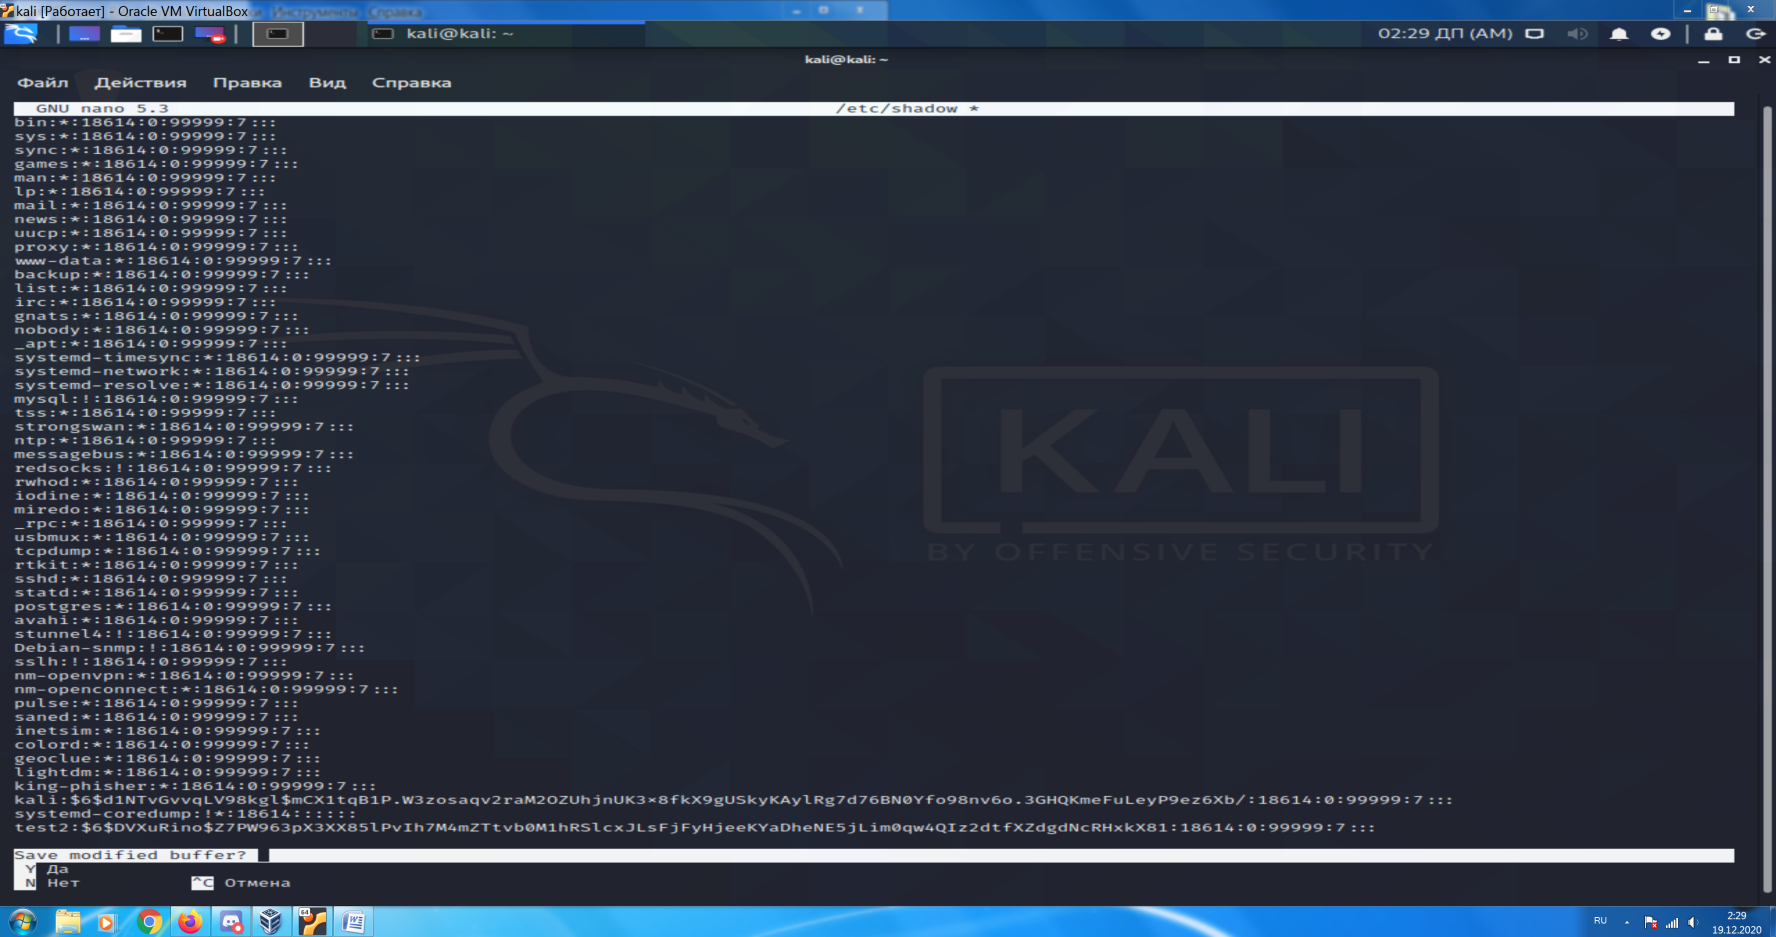 kali [Работает] - Oracle VM VirtualBox
Инструменты Справка
kali@kali: ~
02:29 ДП (AM)
kali@kali: ~
Файл Действия Правка Вид Справка
GNU nano 5.3 /etc/shadow *
bin:*:18614:0:99999:7:::
sys:*:18614:0:99999:7:::
sync:*:18614:0:99999:7:::
games:*:18614:0:99999:7:::
man:*:18614:0:99999:7:::
lp:*:18614:0:99999:7:::
mail:*:18614:0:99999:7:::
news:*:18614:0:99999:7:::
uucp:*:18614:0:99999:7:::
proxy:*:18614:0:99999:7:::
www-data:*:18614:0:99999:7:::
backup:*:18614:0:99999:7:::
list:*:18614:0:99999:7:::
irc:*:18614:0:99999:7:::
gnats:*:18614:0:99999:7:::
nobody:*:18614:0:99999:7:::
_apt:*:18614:0:99999:7:::
systemd-timesync:*:18614:0:99999:7:::
systemd-network:*:18614:0:99999:7:::
systemd-resolve:*:18614:0:99999:7:::
mysql:!:18614:0:99999:7:::
tss:*:18614:0:99999:7:::
strongswan:*:18614:0:99999:7:::
ntp:*:18614:0:99999:7:::
messagebus:*:18614:0:99999:7:::
redsocks:!:18614:0:99999:7:::
rwhod:*:18614:0:99999:7:::
iodine:*:18614:0:99999:7:::
miredo:*:18614:0:99999:7:::
_rpc:*:18614:0:99999:7:::
usbmux:*:18614:0:99999:7:::
tcpdump:*:18614:0:99999:7:::
rtkit:*:18614:0:99999:7:::
sshd:*:18614:0:99999:7:::
statd:*:18614:0:99999:7:::
postgres:*:18614:0:99999:7:::
avahi:*:18614:0:99999:7:::
stunnel4:!:18614:0:99999:7:::
Debian-snmp:!:18614:0:99999:7:::
sslh:!:18614:0:99999:7:::
nm-openvpn:*:18614:0:99999:7:::
nm-openconnect:*:18614:0:99999:7:::
pulse:*:18614:0:99999:7:::
saned:*:18614:0:99999:7:::
inetsim:*:18614:0:99999:7:::
colord:*:18614:0:99999:7:::
geoclue:*:18614:0:99999:7:::
lightdm:*:18614:0:99999:7:::
king-phisher:*:18614:0:99999:7:::
kali:$6$d1NTvGvvqLV98kgl$mCX1tqB1P.W3zosaqv2raM2OZUhjnUK3×8fkX9gUSkyKAylRg7d76BN0Yfo98nv6o.3GHQKmeFuLeyP9ez6Xb/:18614:0:99999:7:::
systemd-coredump:!*:18614::::::
test2:$6$DVXuRino$Z7PW963pX3XX85lPvIh7M4mZTtvb0M1hRSlcxJLsFjFyHjeeKYaDheNE5jLim0qw4QIz2dtfXZdgdNcRHxkX81:18614:0:99999:7:::
KALI
BY OFFENSIVE SECURITY
Save modified buffer?
Y Да
N Нет ^C Отмена
64
RU
2:29
19.12.2020